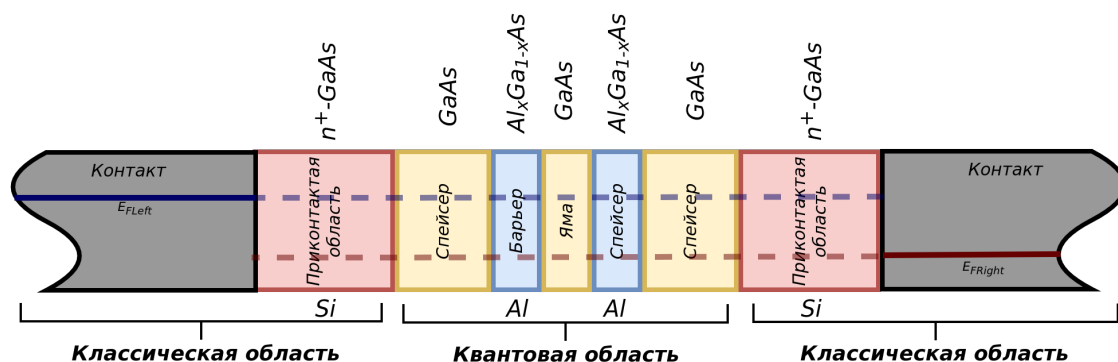 n⁺-GaAs
GaAs
AlₓGa₁₋ₓAs
GaAs
AlₓGa₁₋ₓAs
GaAs
n⁺-GaAs
Контакт
E_FLeft
Приконтактая
область
Спейсер
Барьер
Яма
Спейсер
Спейсер
Приконтактая
область
Контакт
E_FRight
Si
Al
Al
Si
Классическая область
Квантовая область
Классическая область